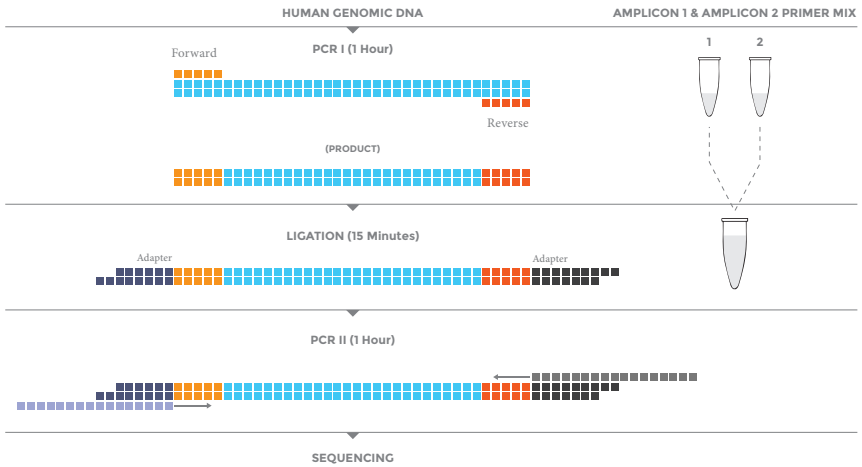 HUMAN GENOMIC DNA
AMPLICON 1 & AMPLICON 2 PRIMER MIX
PCR I (1 Hour)
1 2
Forward
Reverse
(PRODUCT)
LIGATION (15 Minutes)
Adapter
Adapter
PCR II (1 Hour)
SEQUENCING